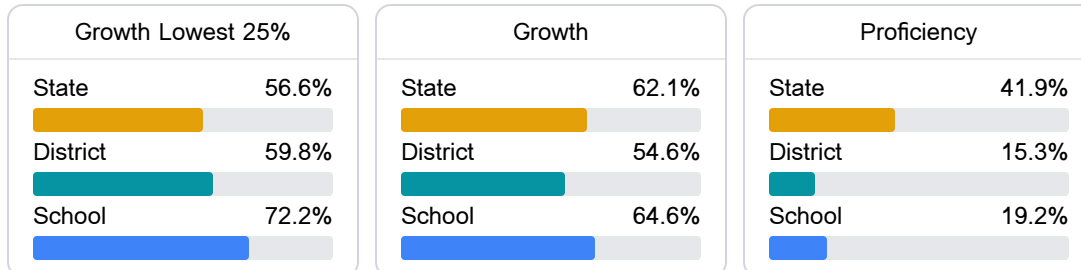 Growth Lowest 25%
State 56.6%
District 59.8%
School 72.2%
Growth
State 62.1%
District 54.6%
School 64.6%
Proficiency
State 41.9%
District 15.3%
School 19.2%